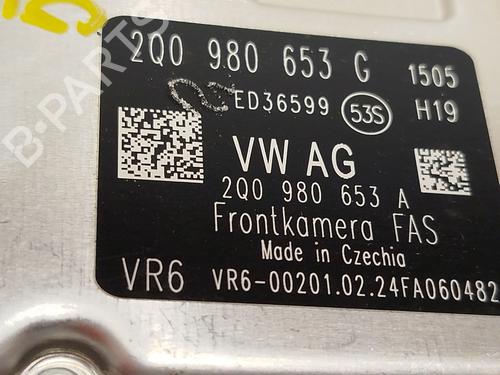 2Q0 980 653 G 1505
ED36599 53S H19
VW AG
2Q0 980 653 A
Frontkamera FAS
Made in Czechia
VR6 VR6-00201.02.24FA060482
B-PARTS